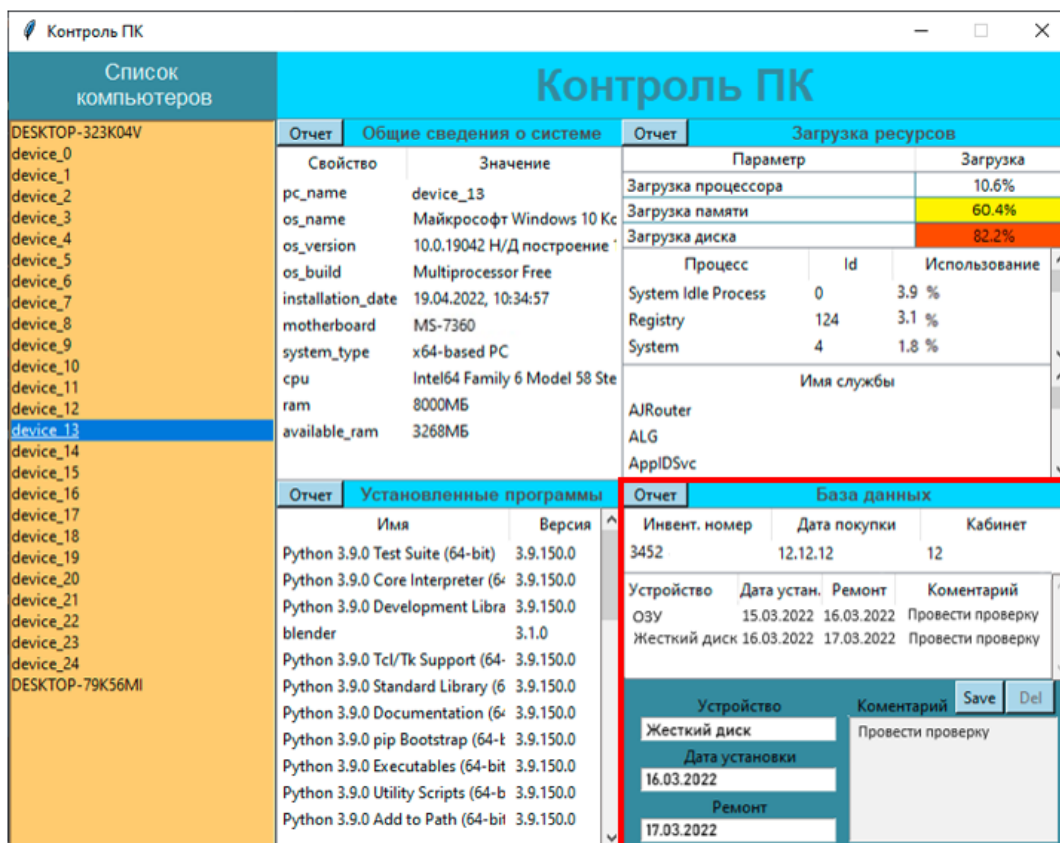 Контроль ПК
Список
компьютеров
Контроль ПК
DESKTOP-323K04V
device_0
device_1
device_2
device_3
device_4
device_5
device_6
device_7
device_8
device_9
device_10
device_11
device_12
device_13
device_14
device_15
device_16
device_17
device_18
device_19
device_20
device_21
device_22
device_23
device_24
DESKTOP-79K56MI
Отчет Общие сведения о системе
Свойство Значение
pc_name device_13
os_name Майкрософт Windows 10 Кс
os_version 10.0.19042 Н/Д построение
os_build Multiprocessor Free
installation_date 19.04.2022, 10:34:57
motherboard MS-7360
system_type x64-based PC
cpu Intel64 Family 6 Model 58 Ste
ram 8000МБ
available_ram 3268МБ
Отчет Загрузка ресурсов
Параметр Загрузка
Загрузка процессора 10.6%
Загрузка памяти 60.4%
Загрузка диска 82.2%
Процесс Id Использование
System Idle Process 0 3.9 %
Registry 124 3.1 %
System 4 1.8 %
Имя службы
AJRouter
ALG
AppIDSvc
Отчет Установленные программы
Имя Версия
Python 3.9.0 Test Suite (64-bit) 3.9.150.0
Python 3.9.0 Core Interpreter (64 3.9.150.0
Python 3.9.0 Development Libra 3.9.150.0
blender 3.1.0
Python 3.9.0 Tcl/Tk Support (64- 3.9.150.0
Python 3.9.0 Standard Library (6 3.9.150.0
Python 3.9.0 Documentation (64 3.9.150.0
Python 3.9.0 pip Bootstrap (64-b 3.9.150.0
Python 3.9.0 Executables (64-bit 3.9.150.0
Python 3.9.0 Utility Scripts (64-b 3.9.150.0
Python 3.9.0 Add to Path (64-bit 3.9.150.0
Отчет База данных
Инвент. номер Дата покупки Кабинет
3452 12.12.12 12
Устройство Дата устан. Ремонт Коментарий
ОЗУ 15.03.2022 16.03.2022 Провести проверку
Жесткий диск 16.03.2022 17.03.2022 Провести проверку
Устройство
Жесткий диск
Дата установки
16.03.2022
Ремонт
17.03.2022
Коментарий Save Del
Провести проверку